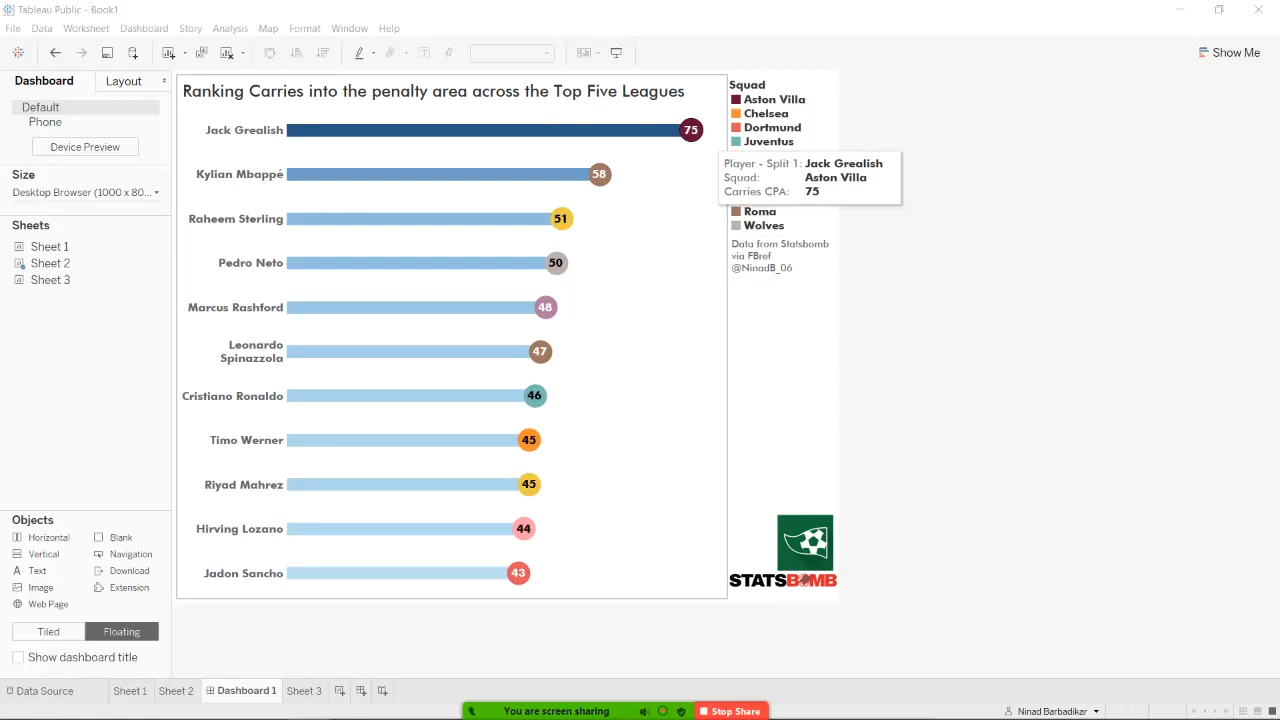 Tableau Public - Book1
File Data Worksheet Dashboard Story Analysis Map Format Window Help
Show Me
Dashboard Layout
Default
Phone
Device Preview
Size
Desktop Browser (1000 x 80...
Sheets
Sheet 1
Sheet 2
Sheet 3
Objects
Horizontal Blank
Vertical Navigation
Text Download
Image Extension
Web Page
Tiled Floating
Show dashboard title
Ranking Carries into the penalty area across the Top Five Leagues
Jack Grealish 75
Kylian Mbappé 58
Raheem Sterling 51
Pedro Neto 50
Marcus Rashford 48
Leonardo
Spinazzola 47
Cristiano Ronaldo 46
Timo Werner 45
Riyad Mahrez 45
Hirving Lozano 44
Jadon Sancho 43
Squad
Aston Villa
Chelsea
Dortmund
Juventus
Player - Split 1: Jack Grealish
Squad: Aston Villa
Carries CPA: 75
Roma
Wolves
Data from Statsbomb
via FBref
@NinadB_06
STATSBOMB
Data Source Sheet 1 Sheet 2 Dashboard 1 Sheet 3
You are screen sharing Stop Share
Ninad Barbadikar